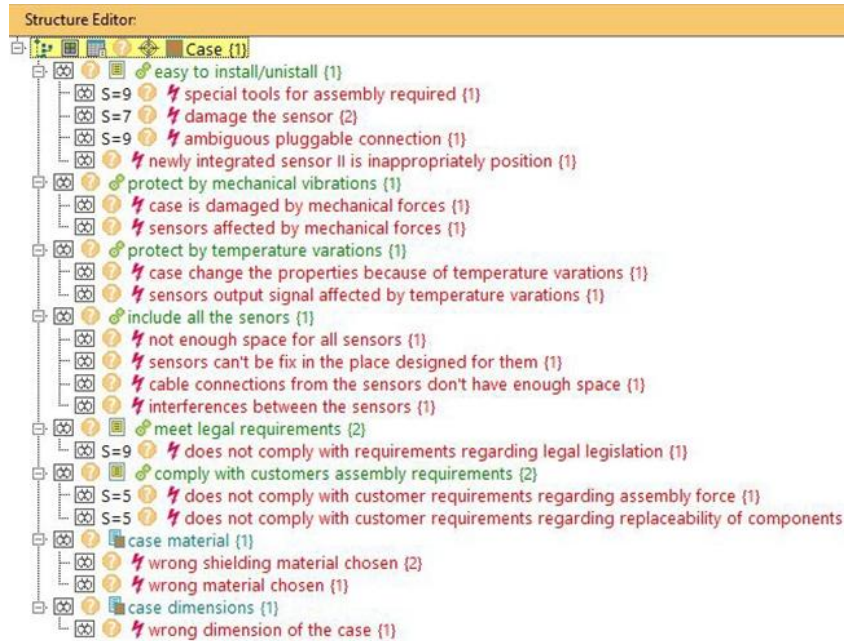 Structure Editor:
Case {1}
easy to install/unistall {1}
S=9 special tools for assembly required {1}
S=7 damage the sensor {2}
S=9 ambiguous pluggable connection {1}
newly integrated sensor II is inappropriately position {1}
protect by mechanical vibrations {1}
case is damaged by mechanical forces {1}
sensors affected by mechanical forces {1}
protect by temperature varations {1}
case change the properties because of temperature varations {1}
sensors output signal affected by temperature varations {1}
include all the senors {1}
not enough space for all sensors {1}
sensors can't be fix in the place designed for them {1}
cable connections from the sensors don't have enough space {1}
interferences between the sensors {1}
meet legal requirements {2}
S=9 does not comply with requirements regarding legal legislation {1}
comply with customers assembly requirements {2}
S=5 does not comply with customer requirements regarding assembly force {1}
S=5 does not comply with customer requirements regarding replaceability of components
case material {1}
wrong shielding material chosen {2}
wrong material chosen {1}
case dimensions {1}
wrong dimension of the case {1}